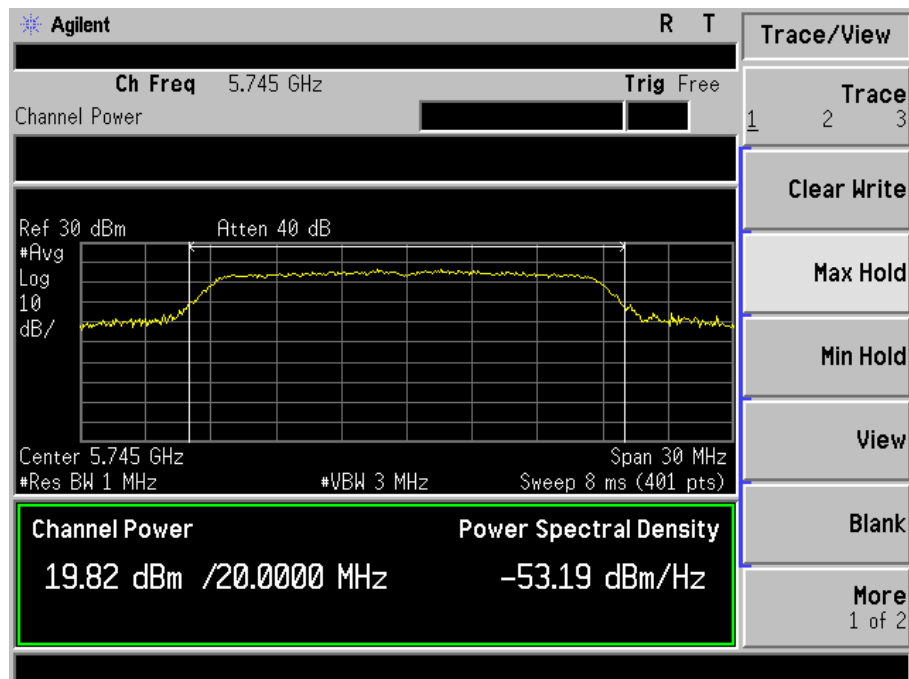 Agilent R T
Trace/View
Ch Freq 5.745 GHz Trig Free
Channel Power
Trace
1 2 3
Clear Write
Ref 30 dBm Atten 40 dB
#Avg
Log
10
dB/
Max Hold
Min Hold
View
Center 5.745 GHz Span 30 MHz
#Res BW 1 MHz #VBW 3 MHz Sweep 8 ms (401 pts)
Channel Power Power Spectral Density
19.82 dBm /20.0000 MHz -53.19 dBm/Hz
Blank
More
1 of 2